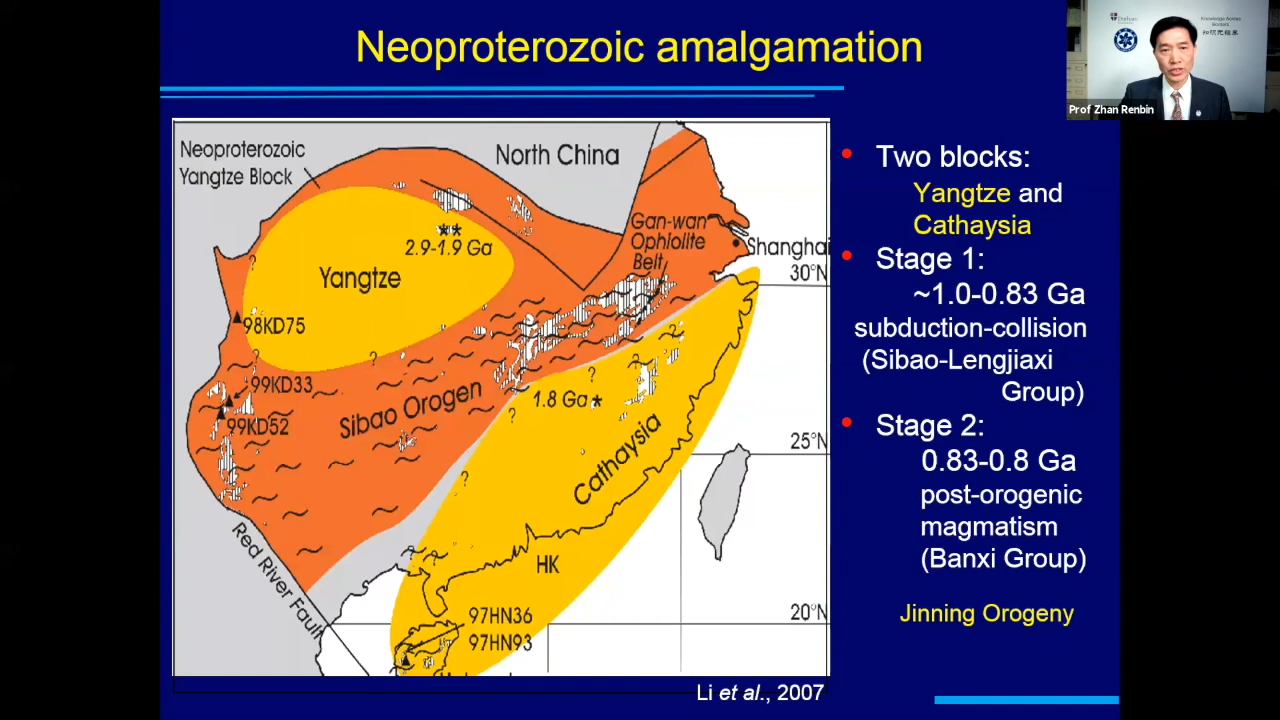 Neoproterozoic amalgamation
Knowledge Across
Borders
Prof Zhan Renbin
Neoproterozoic
Yangtze Block
North China
Gan-wan
Ophiolite
Belt
Shanghai
30°N
2.9-1.9 Ga
Yangtze
98KD75
99KD33
99KD52
Sibao Orogen
1.8 Ga
Cathaysia
25°N
Red River Fault
HK
97HN36
97HN93
20°N
Li et al., 2007
• Two blocks:
Yangtze and
Cathaysia
• Stage 1:
~1.0-0.83 Ga
subduction-collision
(Sibao-Lengjiaxi
Group)
• Stage 2:
0.83-0.8 Ga
post-orogenic
magmatism
(Banxi Group)
Jinning Orogeny